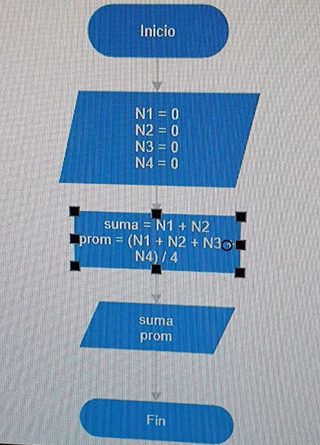 Inicio
N1 = 0
N2 = 0
N3 = 0
N4 = 0
suma = N1 + N2
prom = (N1 + N2 + N3 +
N4) / 4
suma
prom
Fin